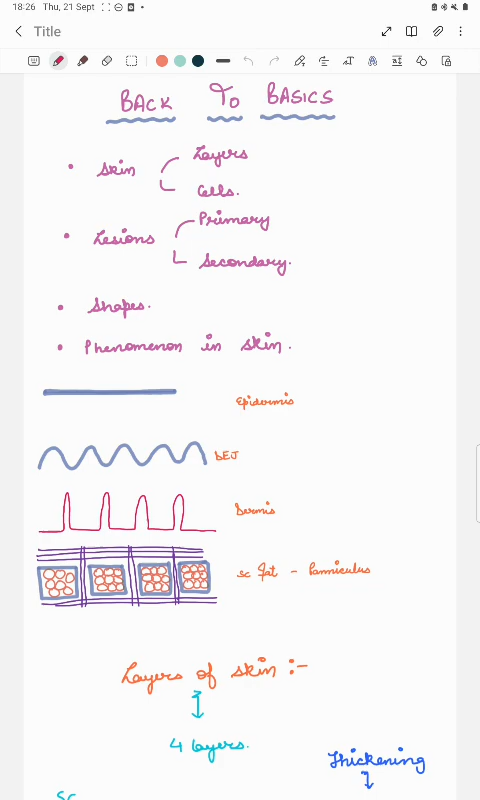 18:26 Thu, 21 Sept
Title
BACK TO BASICS
• Skin
Layers
Cells.
• Lesions
Primary
Secondary.
• Shapes.
• Phenomenon in skin.
Epidermis
DEJ
Dermis
SC Fat - Panniculus
Layers of skin :-
4 layers.
Thickening
SC